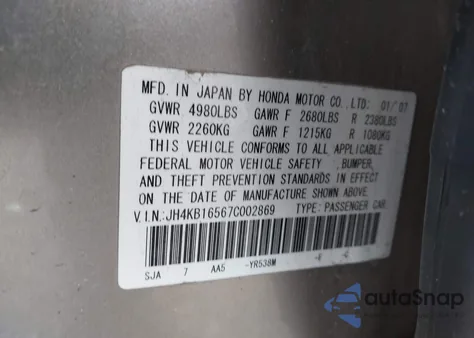 MFD. IN JAPAN BY HONDA MOTOR CO., LTD: 01/07
GVWR 4980LBS GAWR F 2680LBS R 2380LBS
GVWR 2260KG GAWR F 1215KG R 1080KG
THIS VEHICLE CONFORMS TO ALL APPLICABLE
FEDERAL MOTOR VEHICLE SAFETY ,BUMPER,
AND THEFT PREVENTION STANDARDS IN EFFECT
ON THE DATE OF MANUFACTURE SHOWN ABOVE.
V.I.N.:JH4KB16567C002869 TYPE: PASSENGER CAR
SJA 7 AA5 -YR538M
autoSnap